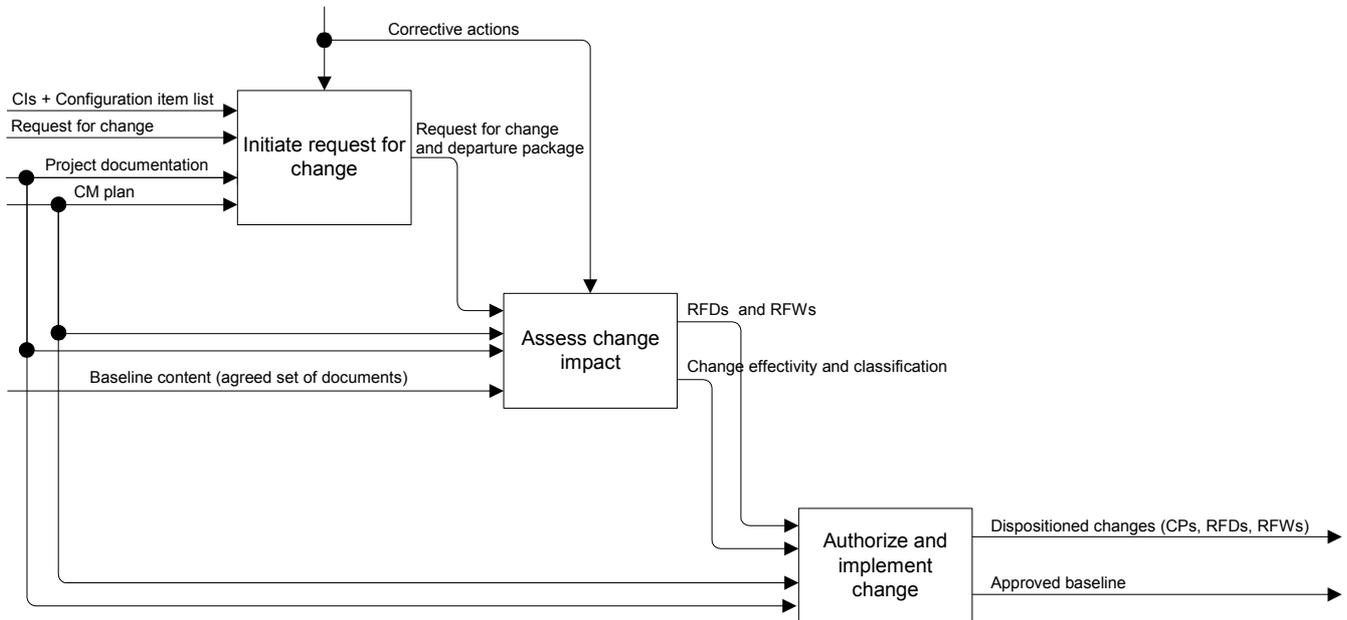 Corrective actions
CIs + Configuration item list
Request for change
Project documentation
CM plan
Initiate request for
change
Request for change
and departure package
Assess change
impact
Baseline content (agreed set of documents)
RFDs and RFWs
Change effectivity and classification
Authorize and
implement
change
Dispositioned changes (CPs, RFDs, RFWs)
Approved baseline